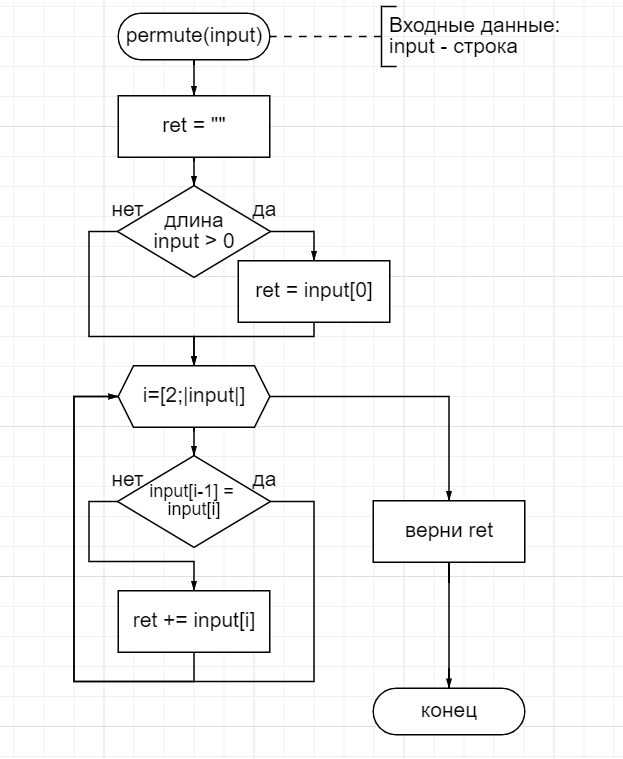 permute(input)
Входные данные:
input - строка
ret = ""
нет
да
длина
input > 0
ret = input[0]
i=[2;|input|]
нет
да
input[i-1] =
input[i]
верни ret
ret += input[i]
конец